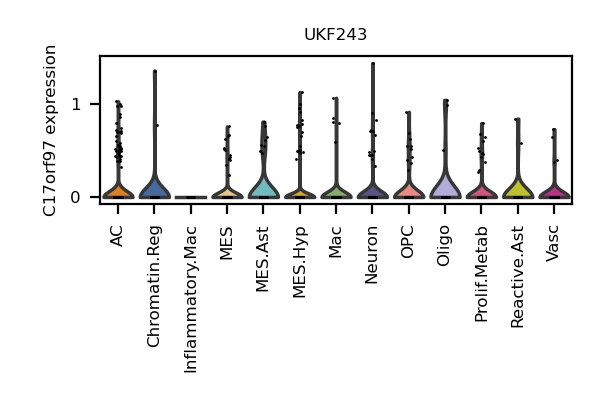 UKF243
C17orf97 expression
1
0
AC
Chromatin.Reg
Inflammatory.Mac
MES
MES.Ast
MES.Hyp
Mac
Neuron
OPC
Oligo
Prolif.Metab
Reactive.Ast
Vasc